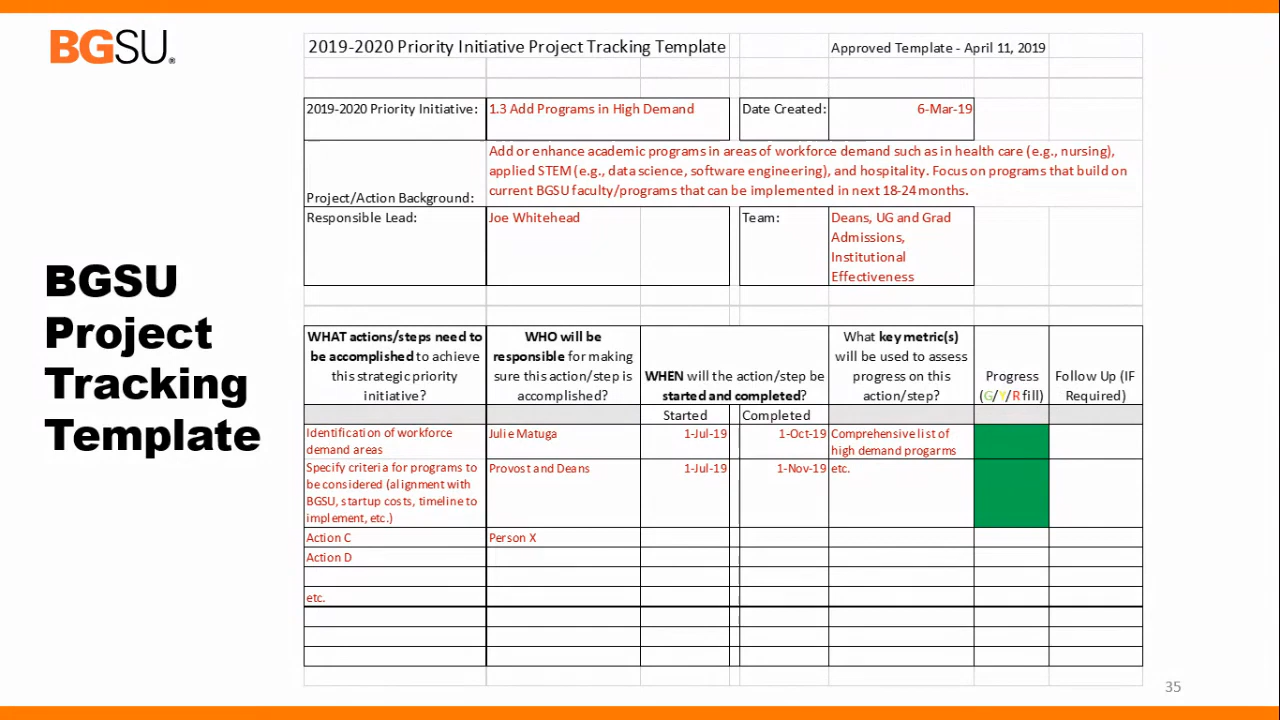 BGSU®
2019-2020 Priority Initiative Project Tracking Template
Approved Template - April 11, 2019
2019-2020 Priority Initiative:
1.3 Add Programs in High Demand
Date Created:
6-Mar-19
Project/Action Background:
Add or enhance academic programs in areas of workforce demand such as in health care (e.g., nursing),
applied STEM (e.g., data science, software engineering), and hospitality. Focus on programs that build on
current BGSU faculty/programs that can be implemented in next 18-24 months.
Responsible Lead:
Joe Whitehead
Team:
Deans, UG and Grad
Admissions,
Institutional
Effectiveness
BGSU
Project
Tracking
Template
WHAT actions/steps need to
be accomplished to achieve
this strategic priority
initiative?
WHO will be
responsible for making
sure this action/step is
accomplished?
WHEN will the action/step be
started and completed?
What key metric(s)
will be used to assess
progress on this
action/step?
Progress
(G/Y/R fill)
Follow Up (IF
Required)
Started
Completed
Identification of workforce
demand areas
Julie Matuga
1-Jul-19
1-Oct-19
Comprehensive list of
high demand progarms
Specify criteria for programs to
be considered (alignment with
BGSU, startup costs, timeline to
implement, etc.)
Provost and Deans
1-Jul-19
1-Nov-19
etc.
Action C
Person X
Action D
etc.
35